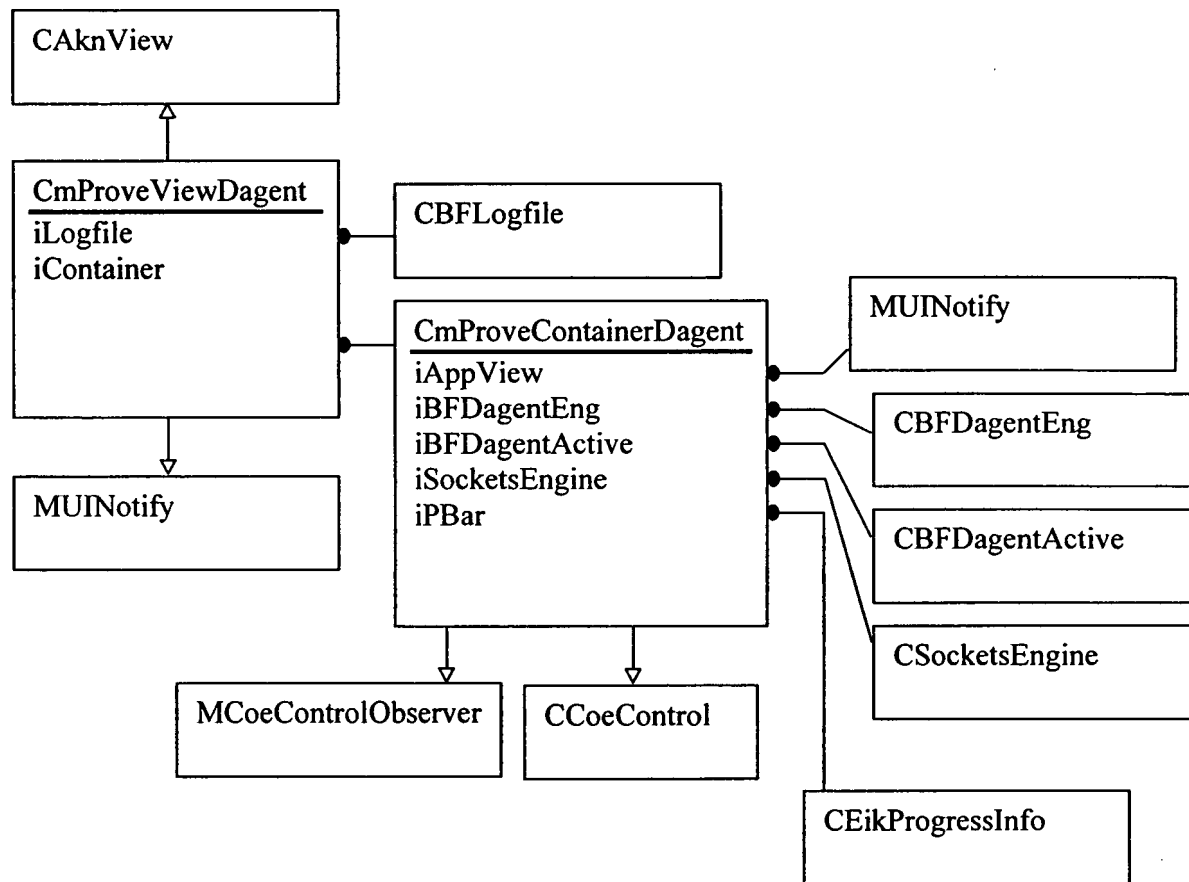 CAknView
CmProveViewDagent
iLogfile
iContainer
CBFLogfile
CmProveContainerDagent
iAppView
iBFDagentEng
iBFDagentActive
iSocketsEngine
iPBar
MUINotify
CBFDagentEng
CBFDagentActive
CSocketsEngine
MUINotify
MCoeControlObserver
CCoeControl
CEikProgressInfo